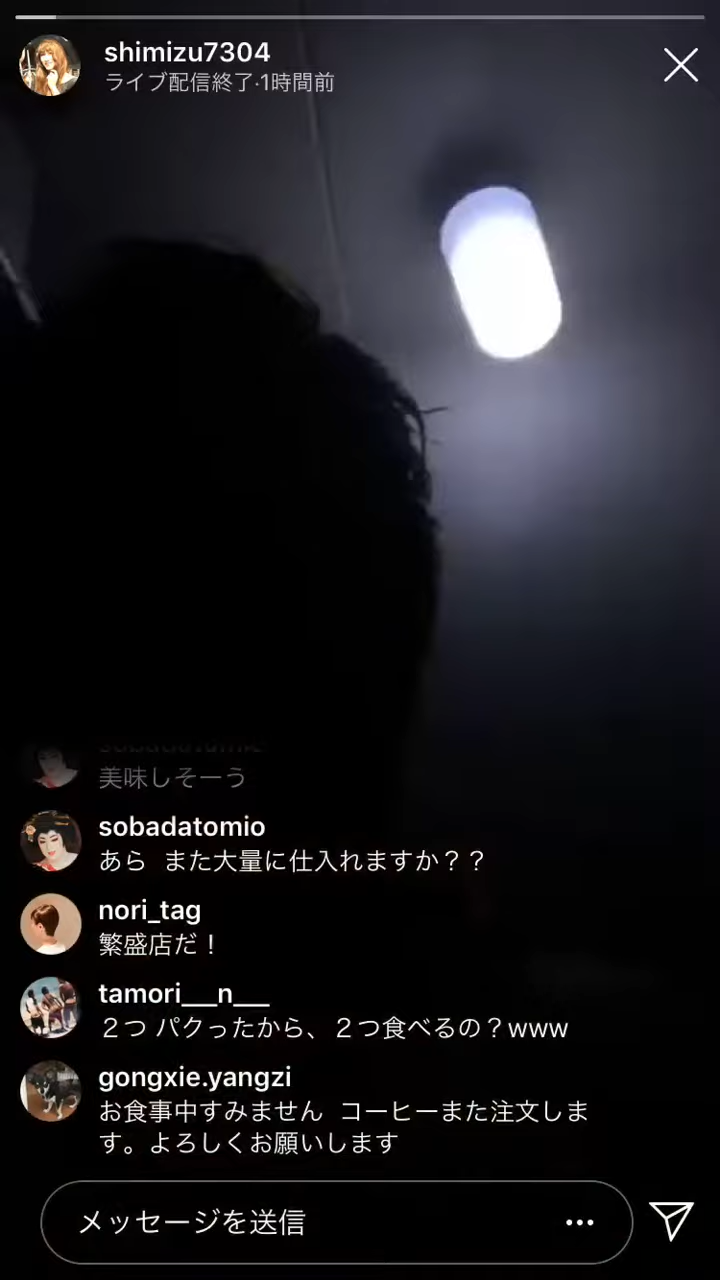 shimizu7304
ライブ配信終了·1時間前
美味しそーう
sobadatomio
あら また大量に仕入れますか？？
nori_tag
繁盛店だ！
tamori___n___
２つ パクったから、２つ食べるの？www
gongxie.yangzi
お食事中すみません コーヒーまた注文しま
す。よろしくお願いします
メッセージを送信